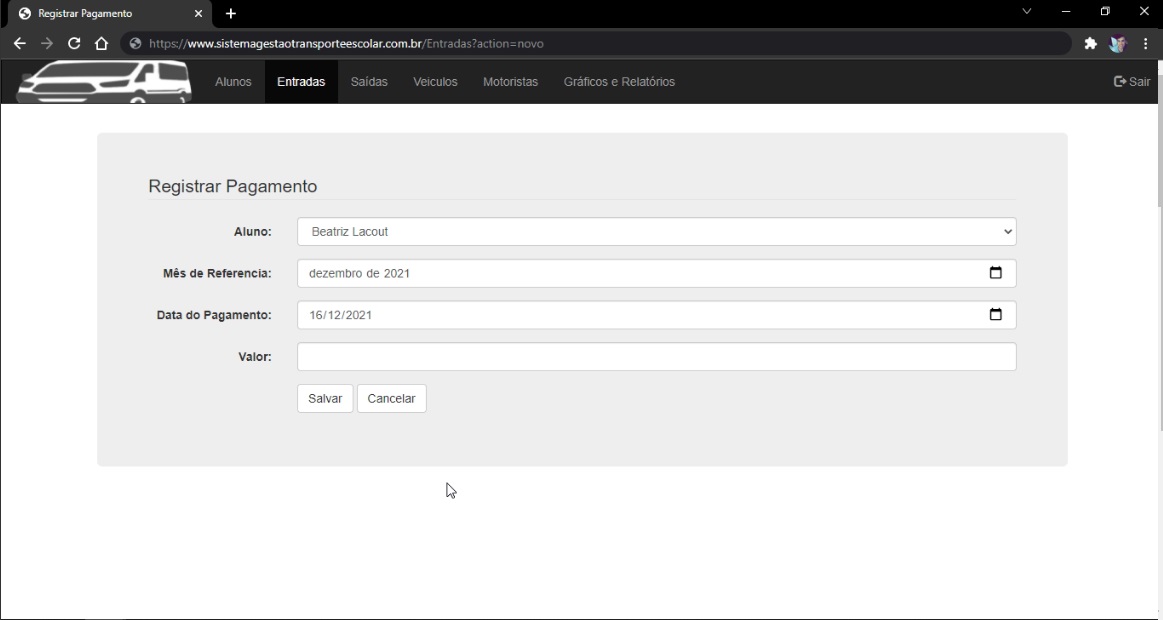 Registrar Pagamento
https://www.sistemagestaotransporteescolar.com.br/Entradas?action=novo
Alunos Entradas Saídas Veiculos Motoristas Gráficos e Relatórios Sair
Registrar Pagamento
Aluno: Beatriz Lacout
Mês de Referencia: dezembro de 2021
Data do Pagamento: 16/12/2021
Valor:
Salvar Cancelar